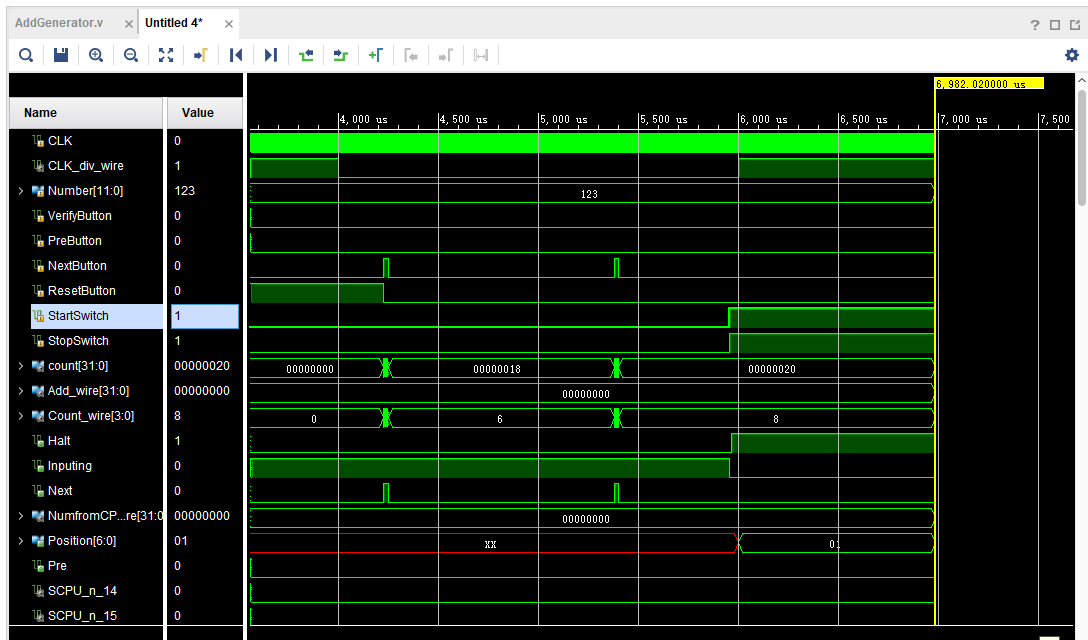 AddGenerator.v × Untitled 4* ×
?
6,982.020000 us
Name Value
4,000 us 4,500 us 5,000 us 5,500 us 6,000 us 6,500 us 7,000 us 7,500
CLK 0
CLK_div_wire 1
Number[11:0] 123 123
VerifyButton 0
PreButton 0
NextButton 0
ResetButton 0
StartSwitch 1
StopSwitch 1
count[31:0] 00000020 00000000 00000018 00000020
Add_wire[31:0] 00000000 00000000
Count_wire[3:0] 8 0 6 8
Halt 1
Inputing 0
Next 0
NumfromCP...re[31:0 00000000 00000000
Position[6:0] 01 XX 01
Pre 0
SCPU_n_14 0
SCPU_n_15 0